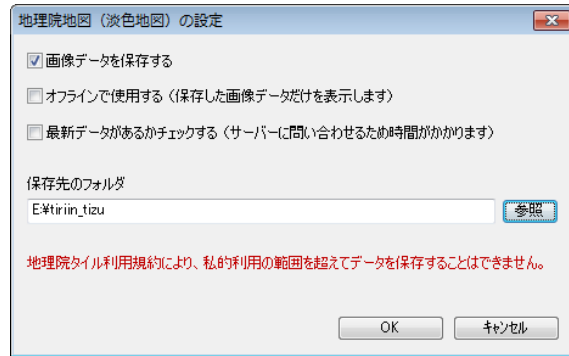 地理院地図（淡色地図）の設定
画像データを保存する
オフラインで使用する（保存した画像データだけを表示します）
最新データがあるかチェックする（サーバーに問い合わせるため時間がかかります）
保存先のフォルダ
E:¥tiriin_tizu
参照
地理院タイル利用規約により、私的利用の範囲を超えてデータを保存することはできません。
OK キャンセル